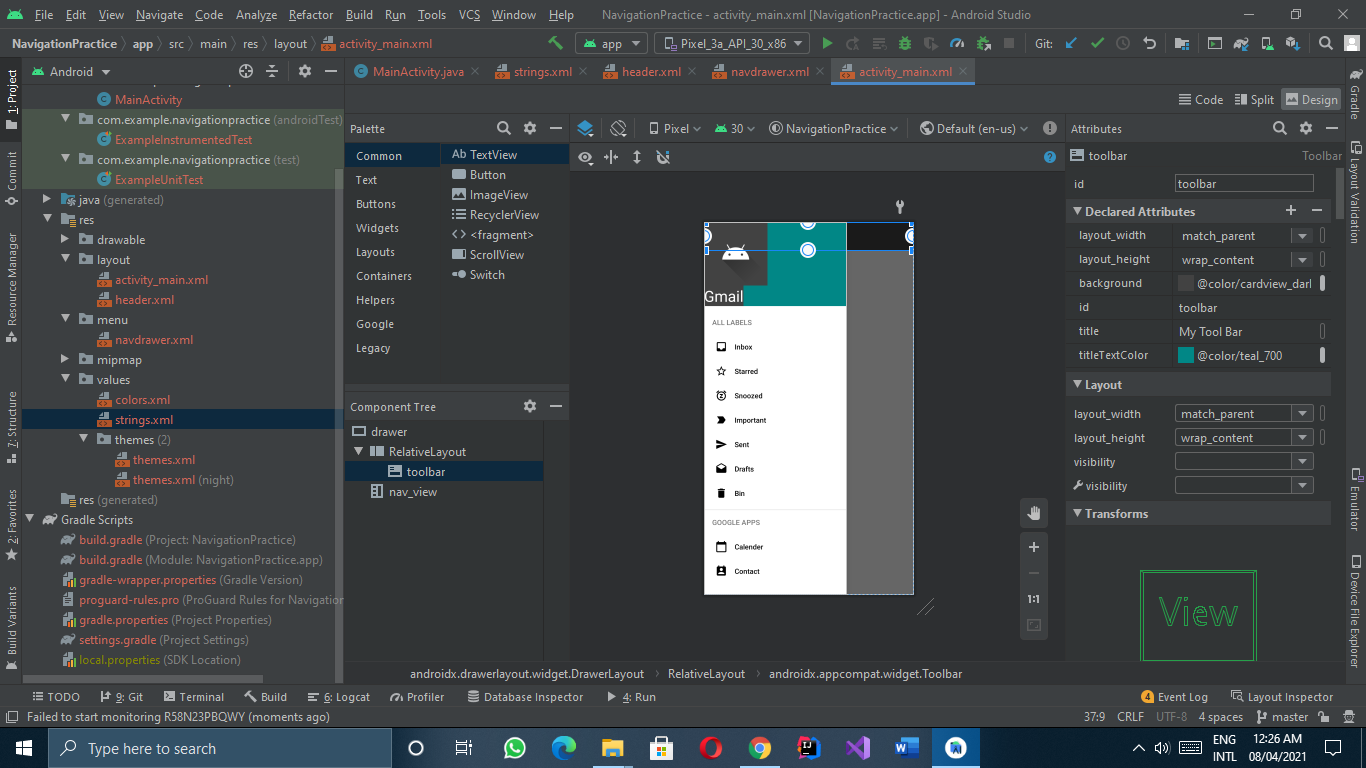 File Edit View Navigate Code Analyze Refactor Build Run Tools VCS Window Help NavigationPractice - activity_main.xml [NavigationPractice.app] - Android Studio
NavigationPractice app src main res layout activity_main.xml app Pixel_3a_API_30_x86 Git:
Android MainActivity.java strings.xml header.xml navdrawer.xml activity_main.xml
1: Project
Commit
Resource Manager
7: Structure
2: Favorites
Build Variants
MainActivity
com.example.navigationpractice (androidTest)
ExampleInstrumentedTest
com.example.navigationpractice (test)
ExampleUnitTest
java (generated)
res
drawable
layout
activity_main.xml
header.xml
menu
navdrawer.xml
mipmap
values
colors.xml
strings.xml
themes (2)
themes.xml
themes.xml (night)
res (generated)
Gradle Scripts
build.gradle (Project: NavigationPractice)
build.gradle (Module: NavigationPractice.app)
gradle-wrapper.properties (Gradle Version)
proguard-rules.pro (ProGuard Rules for Navigation
gradle.properties (Project Properties)
settings.gradle (Project Settings)
local.properties (SDK Location)
Code Split Design
Palette
Common
Text
Buttons
Widgets
Layouts
Containers
Helpers
Google
Legacy
Ab TextView
Button
ImageView
RecyclerView
<fragment>
ScrollView
Switch
Component Tree
drawer
RelativeLayout
toolbar
nav_view
Pixel 30 NavigationPractice Default (en-us)
Gmail
ALL LABELS
Inbox
Starred
Snoozed
Important
Sent
Drafts
Bin
GOOGLE APPS
Calender
Contact
1:1
Attributes
toolbar Toolbar
id toolbar
Declared Attributes
layout_width match_parent
layout_height wrap_content
background @color/cardview_darl
id toolbar
title My Tool Bar
titleTextColor @color/teal_700
Layout
layout_width match_parent
layout_height wrap_content
visibility
visibility
Transforms
View
Gradle
Layout Validation
Emulator
Device File Explorer
androidx.drawerlayout.widget.DrawerLayout RelativeLayout androidx.appcompat.widget.Toolbar
TODO 9: Git Terminal Build 6: Logcat Profiler Database Inspector 4: Run 4 Event Log Layout Inspector
Failed to start monitoring R58N23PBQWY (moments ago) 37:9 CRLF UTF-8 4 spaces master
Type here to search ENG 12:26 AM
INTL 08/04/2021